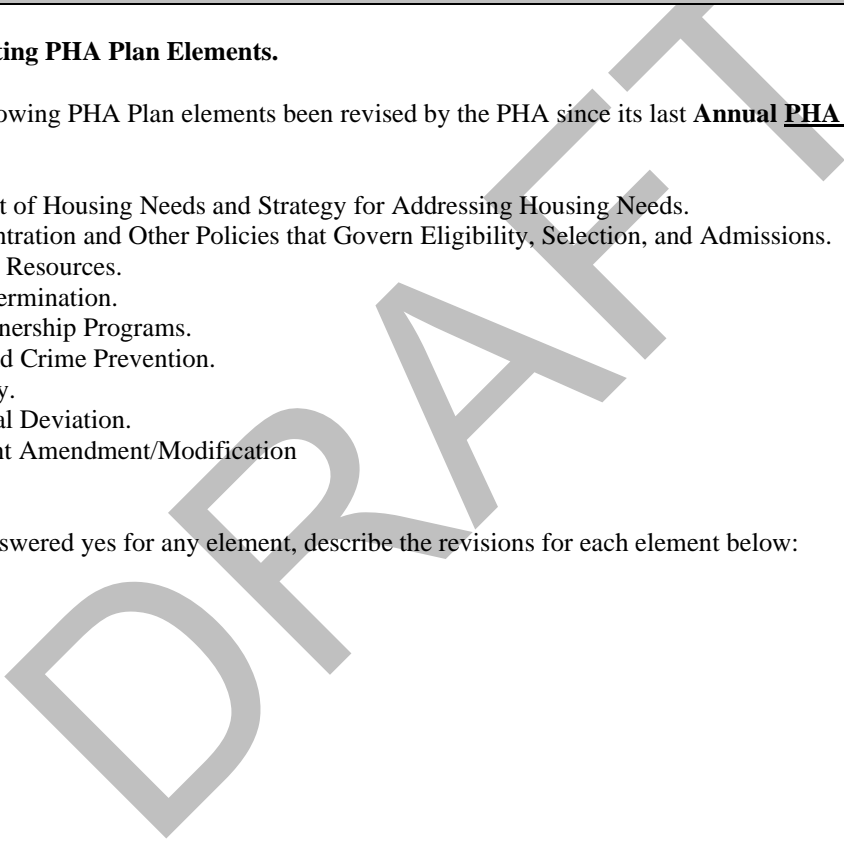 ting PHA Plan Elements.
owing PHA Plan elements been revised by the PHA since its last Annual PHA
t of Housing Needs and Strategy for Addressing Housing Needs.
ntration and Other Policies that Govern Eligibility, Selection, and Admissions.
Resources.
ermination.
nership Programs.
d Crime Prevention.
y.
al Deviation.
nt Amendment/Modification
swered yes for any element, describe the revisions for each element below:
DRAFT